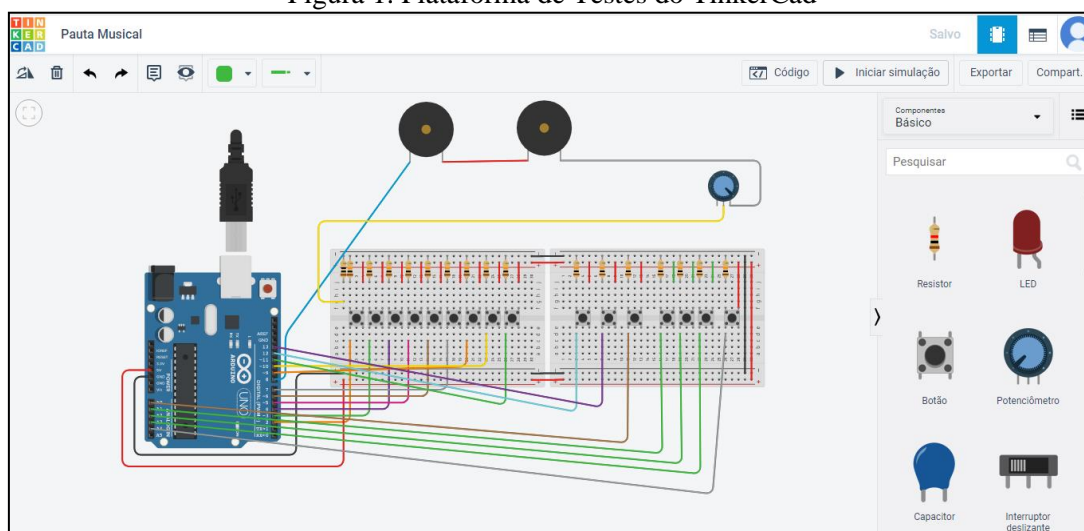 Figura 1: Plataforma de Testes do TinkerCad
TIN
KER
CAD
Pauta Musical
Salvo
Código
Iniciar simulação
Exportar
Compart.
Componentes
Básico
Pesquisar
Resistor
LED
Botão
Potenciômetro
Capacitor
Interruptor
deslizante
ARDUINO
UNO